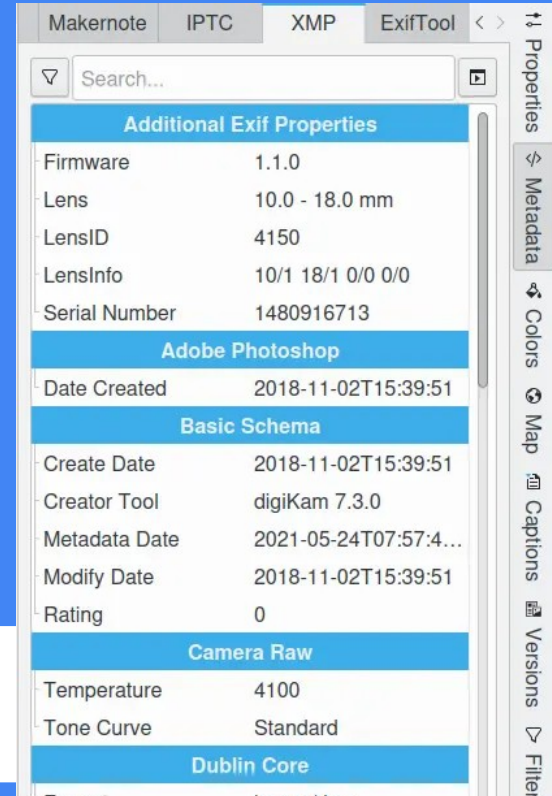 Makernote IPTC XMP ExifTool
Search...
Additional Exif Properties
Firmware 1.1.0
Lens 10.0 - 18.0 mm
LensID 4150
LensInfo 10/1 18/1 0/0 0/0
Serial Number 1480916713
Adobe Photoshop
Date Created 2018-11-02T15:39:51
Basic Schema
Create Date 2018-11-02T15:39:51
Creator Tool digiKam 7.3.0
Metadata Date 2021-05-24T07:57:4...
Modify Date 2018-11-02T15:39:51
Rating 0
Camera Raw
Temperature 4100
Tone Curve Standard
Dublin Core
Properties
Metadata
Colors
Map
Captions
Versions
Filter